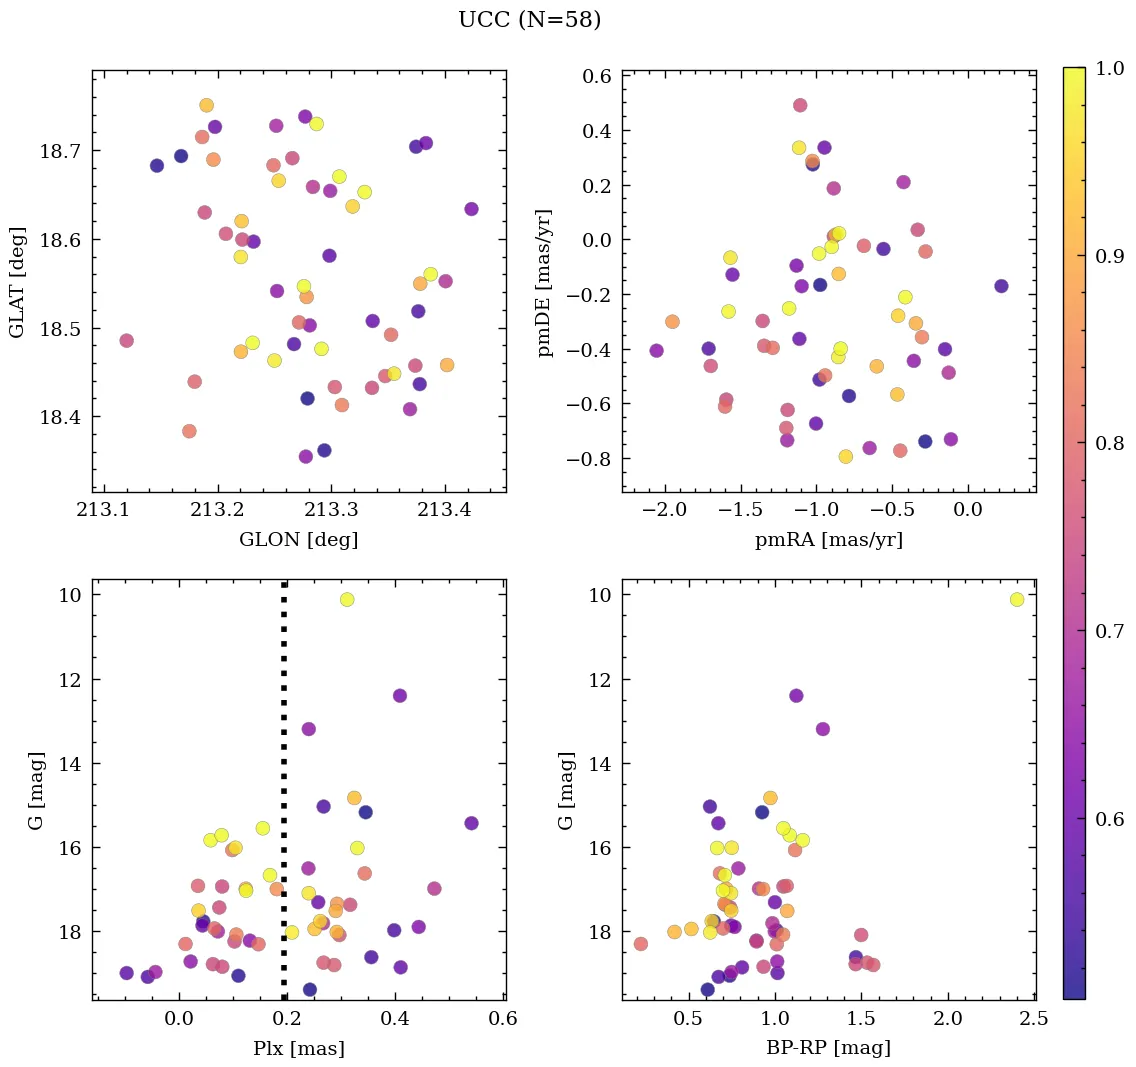 UCC (N=58)
18.7
18.6
18.5
18.4
GLAT [deg]
213.1 213.2 213.3 213.4
GLON [deg]
0.6
0.4
0.2
0.0
−0.2
−0.4
−0.6
−0.8
pmDE [mas/yr]
−2.0 −1.5 −1.0 −0.5 0.0
pmRA [mas/yr]
1.0
0.9
0.8
0.7
0.6
10
12
14
16
18
G [mag]
0.0 0.2 0.4 0.6
Plx [mas]
10
12
14
16
18
G [mag]
0.5 1.0 1.5 2.0 2.5
BP-RP [mag]